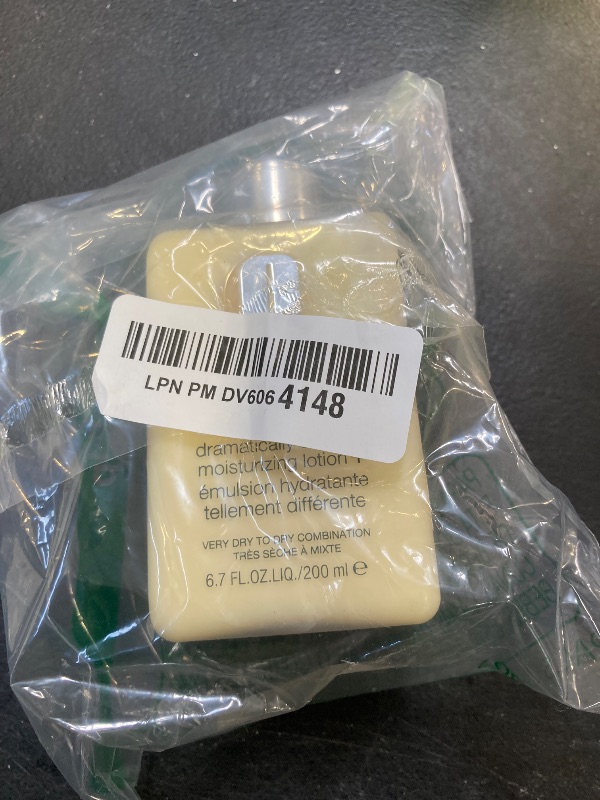 LPN PM DV6064148
dramatically
moisturizing lotion
émulsion hydratante
tellement différente
VERY DRY TO DRY COMBINATION
TRÈS SÈCHE À MIXTE
6.7 FL.OZ.LIQ./200 ml ℮